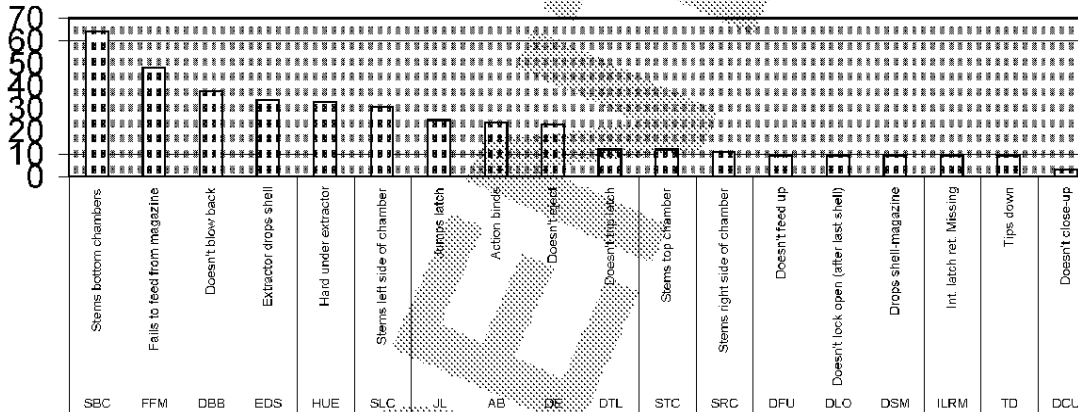 70
60
50
40
30
20
10
0
Stems bottom chambers
Fails to feed from magazine
Doesn't blow back
Extractor drops shell
Hard under extractor
Stems left side of chamber
Jumps latch
Action binds
Doesn't eject
Doesn't trip latch
Stems top chamber
Stems right side of chamber
Doesn't feed up
Doesn't lock open (after last shell)
Drops shell-magazine
Int. latch ret. Missing
Tips down
Doesn't close-up
SBC FFM DBB EDS HUE SLC JL AB DE DTL STC SRC DFU DLO DSM ILRM TD DCU